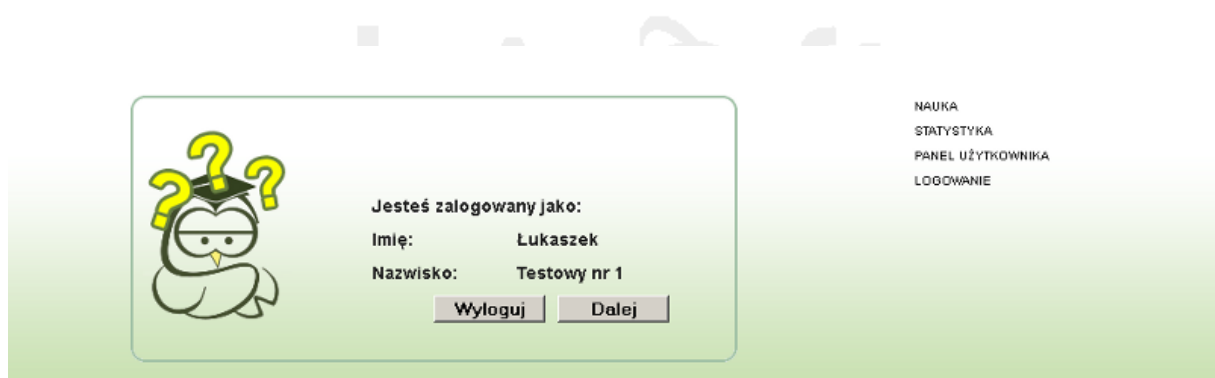 Jesteś zalogowany jako:
Imię: Łukaszek
Nazwisko: Testowy nr 1
Wyloguj Dalej
NAUKA
STATYSTYKA
PANEL UŻYTKOWNIKA
LOGOWANIE